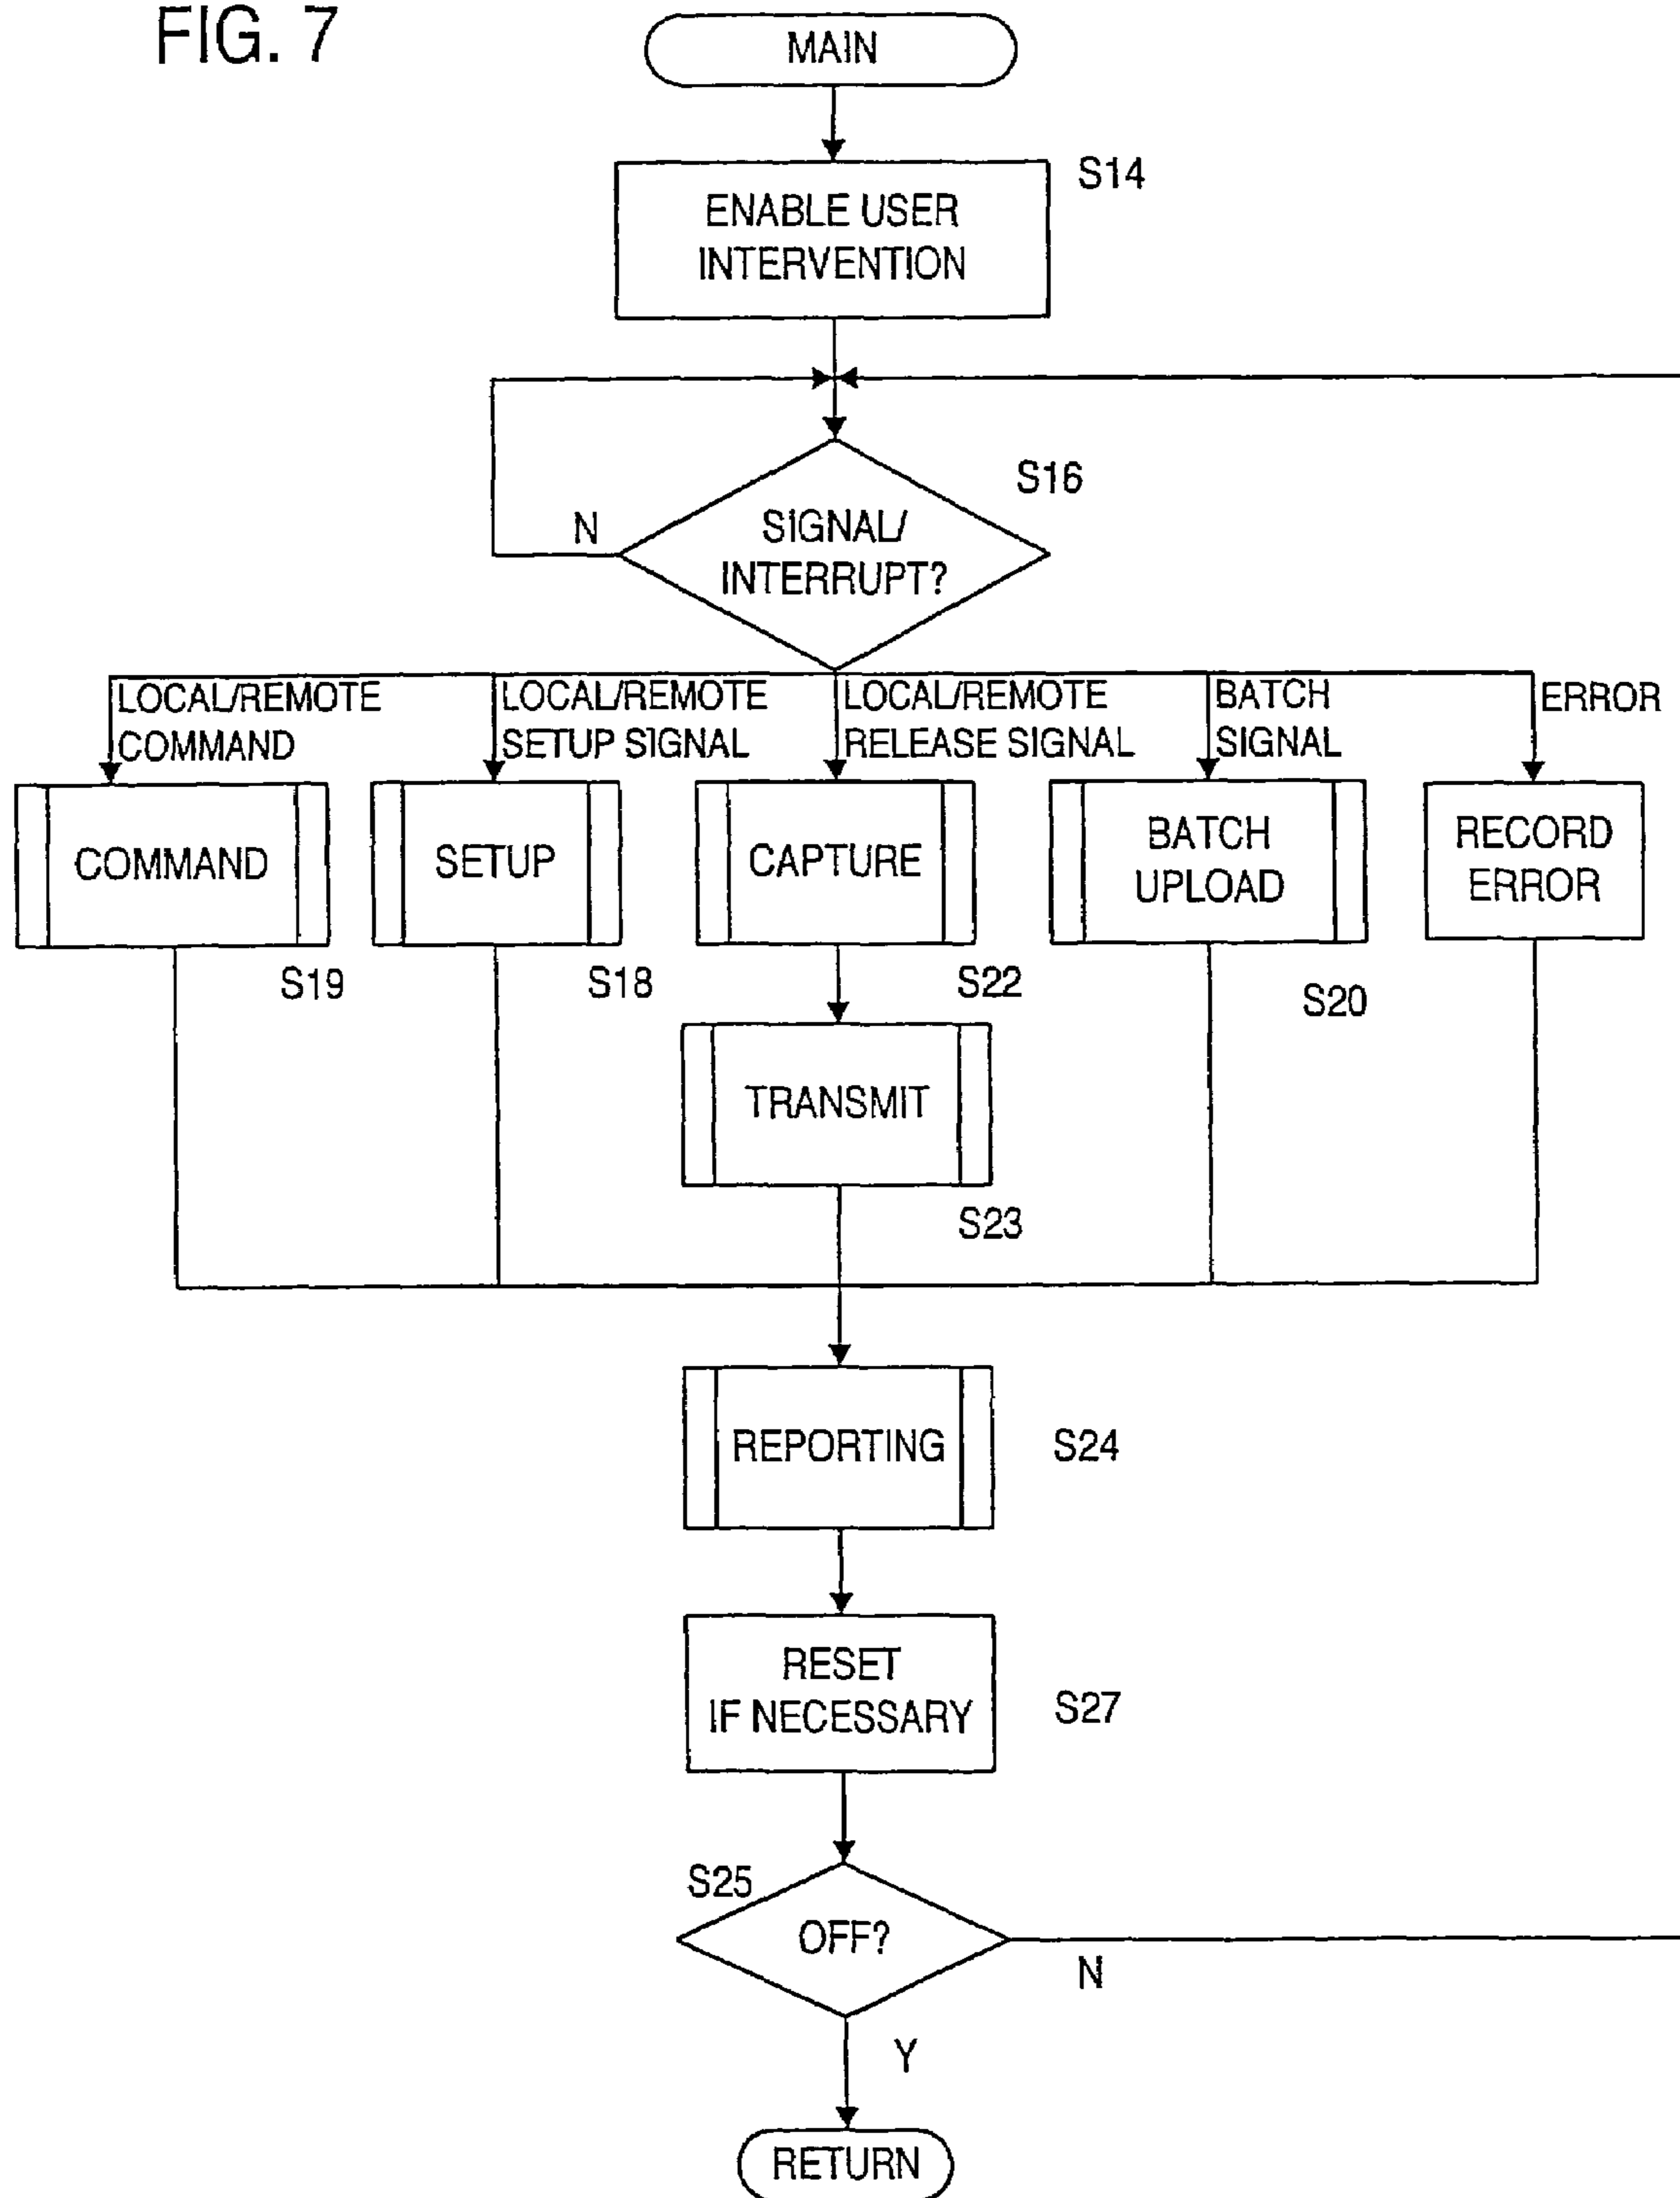 FIG. 7
MAIN
S14
ENABLE USER
INTERVENTION
S16
N
SIGNAL/
INTERRUPT?
LOCAL/REMOTE
COMMAND
LOCAL/REMOTE
SETUP SIGNAL
LOCAL/REMOTE
RELEASE SIGNAL
BATCH
SIGNAL
ERROR
COMMAND
SETUP
CAPTURE
BATCH
UPLOAD
RECORD
ERROR
S19
S18
S22
S20
TRANSMIT
S23
REPORTING
S24
RESET
IF NECESSARY
S27
S25
OFF?
N
Y
RETURN